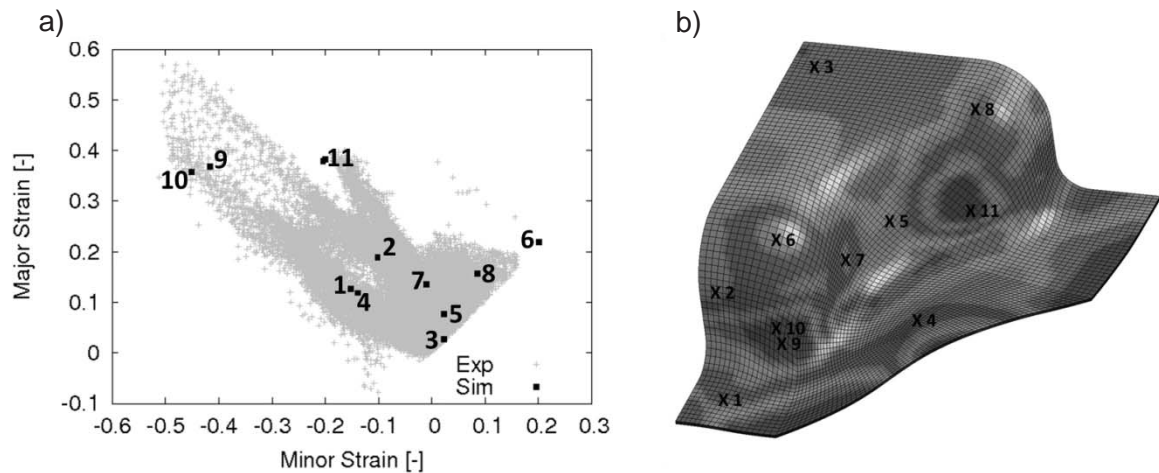 a)
b)
0.6
0.5
0.4
0.3
0.2
0.1
0
-0.1
Major Strain [-]
-0.6 -0.5 -0.4 -0.3 -0.2 -0.1 0 0.1 0.2 0.3
Minor Strain [-]
9
10
11
2
6
1
4
7
8
5
3
Exp
Sim
X 3
X 8
X 11
X 5
X 6
X 7
X 2
X 10
X 9
X 4
X 1